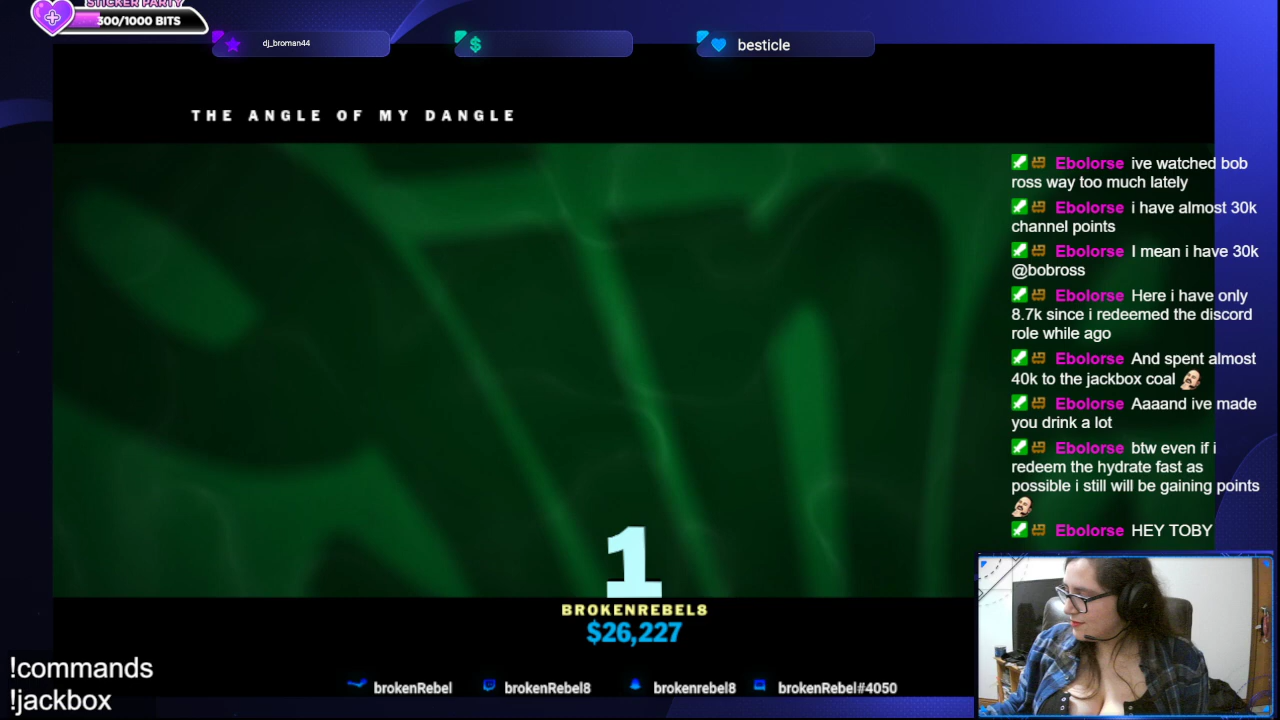 STICKER PARTY
300/1000 BITS
dj_broman44
$
besticle
THE ANGLE OF MY DANGLE
Ebolorse ive watched bob
ross way too much lately
Ebolorse i have almost 30k
channel points
Ebolorse I mean i have 30k
@bobross
Ebolorse Here i have only
8.7k since i redeemed the discord
role while ago
Ebolorse And spent almost
40k to the jackbox coal
Ebolorse Aaaand ive made
you drink a lot
Ebolorse btw even if i
redeem the hydrate fast as
possible i still will be gaining points
Ebolorse HEY TOBY
1
BROKENREBEL8
$26,227
!commands
!jackbox
brokenRebel
brokenRebel8
brokenrebel8
brokenRebel#4050